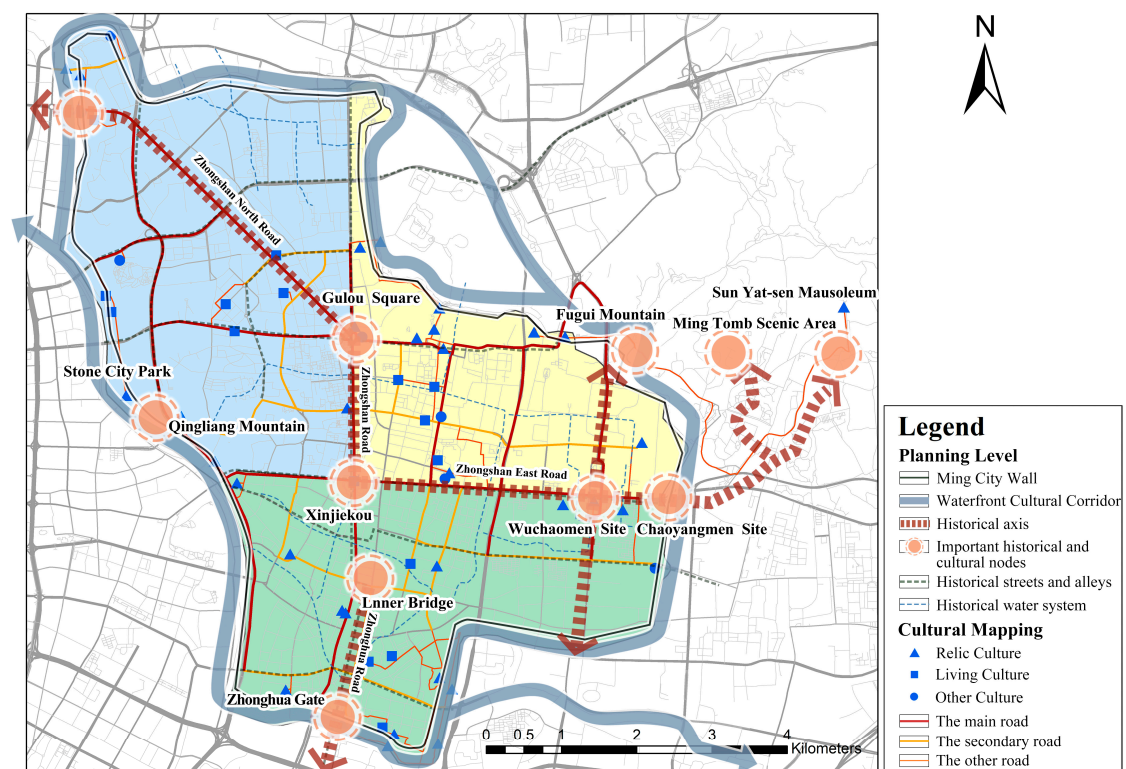 N
Zhongshan North Road
Gulou Square
Sun Yat-sen Mausoleum
Fugui Mountain
Ming Tomb Scenic Area
Stone City Park
Zhongshan Road
Qingliang Mountain
Zhongshan East Road
Xinjiekou
Wuchaomen Site
Chaoyangmen Site
Lnner Bridge
Zhonghua Road
Zhonghua Gate
0 0.5 1 2 3 4
Kilometers
Legend
Planning Level
Ming City Wall
Waterfront Cultural Corridor
Historical axis
Important historical and
cultural nodes
Historical streets and alleys
Historical water system
Cultural Mapping
Relic Culture
Living Culture
Other Culture
The main road
The secondary road
The other road